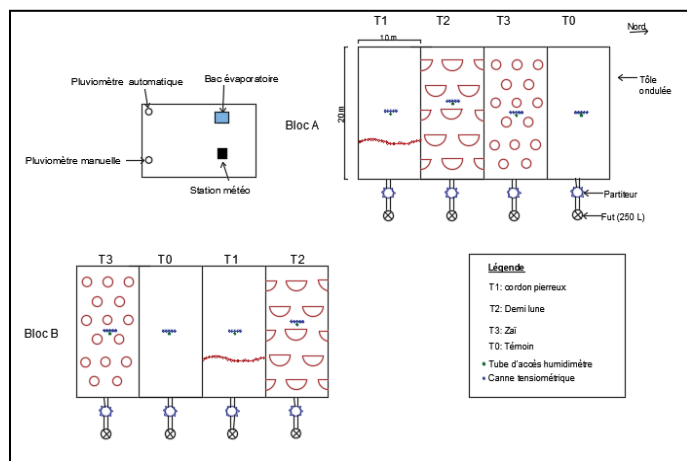 T1 T2 T3 T0
Nord
10 m
20 m
Tôle
ondulée
Pluviomètre automatique
Bac évaporatoire
Bloc A
Pluviomètre manuelle
Station météo
Partiteur
Fut (250 L)
T3 T0 T1 T2
Bloc B
Légende
T1: cordon pierreux
T2: Demi lune
T3: Zaï
T0: Témoin
Tube d'accès humidimètre
Canne tensiométrique